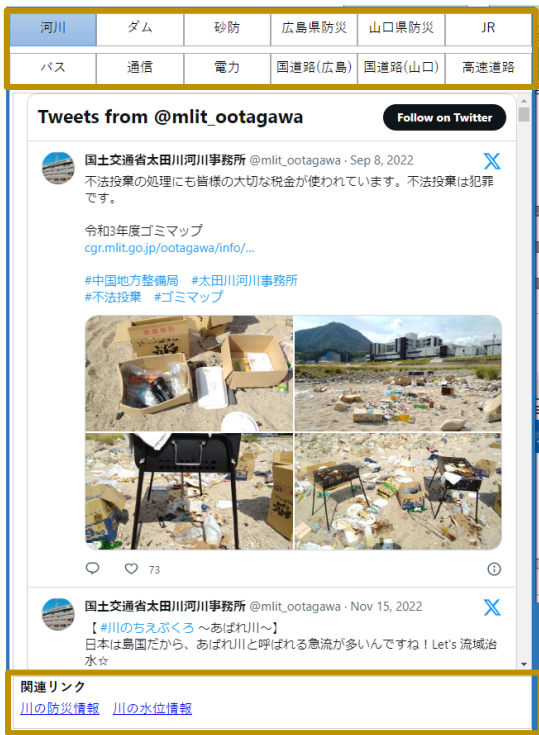 河川 ダム 砂防 広島県防災 山口県防災 JR
バス 通信 電力 国道路(広島) 国道路(山口) 高速道路
Tweets from @mlit_ootagawa
Follow on Twitter
国土交通省太田川河川事務所 @mlit_ootagawa · Sep 8, 2022
不法投棄の処理にも皆様の大切な税金が使われています。不法投棄は犯罪
です。
令和3年度ゴミマップ
cgr.mlit.go.jp/ootagawa/info/...
#中国地方整備局 #太田川河川事務所
#不法投棄 #ゴミマップ
73
国土交通省太田川河川事務所 @mlit_ootagawa · Nov 15, 2022
【 #川のちえぶくろ ～あばれ川～】
日本は島国だから、あばれ川と呼ばれる急流が多いんですね！Let's 流域治
水☆
関連リンク
川の防災情報 川の水位情報